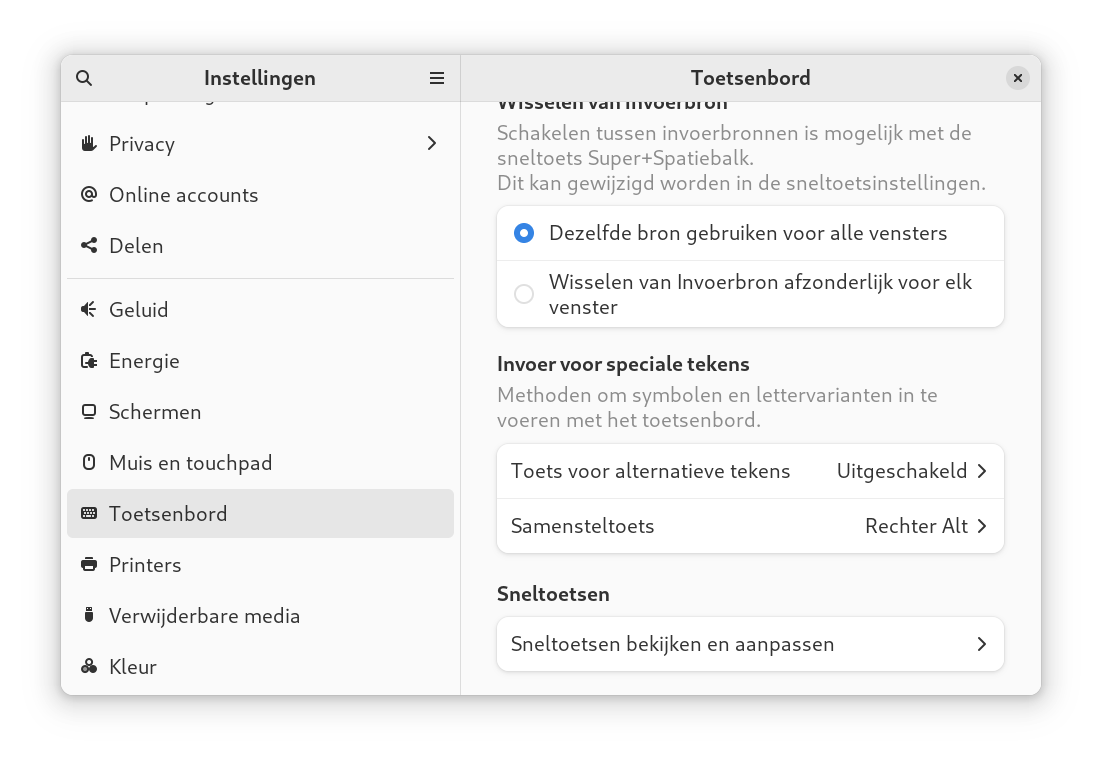 Instellingen
Privacy
Online accounts
Delen
Geluid
Energie
Schermen
Muis en touchpad
Toetsenbord
Printers
Verwijderbare media
Kleur
Toetsenbord
Wisselen van invoerbron
Schakelen tussen invoerbronnen is mogelijk met de
sneltoets Super+Spatiebalk.
Dit kan gewijzigd worden in de sneltoetsinstellingen.
Dezelfde bron gebruiken voor alle vensters
Wisselen van Invoerbron afzonderlijk voor elk
venster
Invoer voor speciale tekens
Methoden om symbolen en lettervarianten in te
voeren met het toetsenbord.
Toets voor alternatieve tekens Uitgeschakeld
Samensteltoets Rechter Alt
Sneltoetsen
Sneltoetsen bekijken en aanpassen